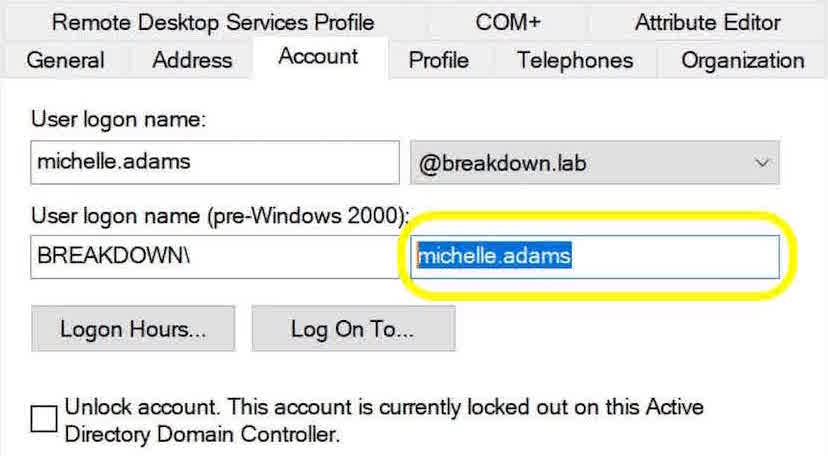 Remote Desktop Services Profile COM+ Attribute Editor
General Address Account Profile Telephones Organization
User logon name:
michelle.adams @breakdown.lab
User logon name (pre-Windows 2000):
BREAKDOWN\ michelle.adams
Logon Hours... Log On To...
Unlock account. This account is currently locked out on this Active
Directory Domain Controller.